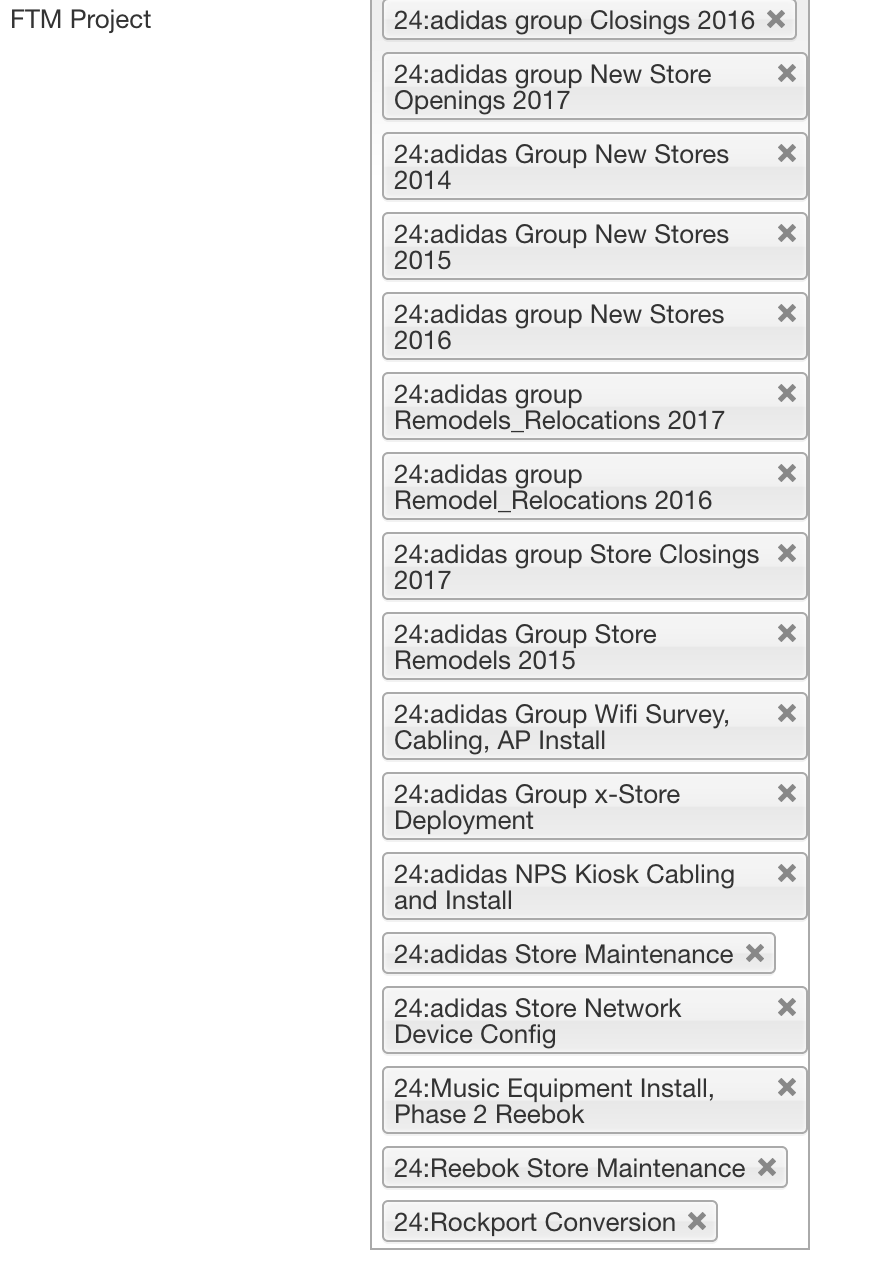 FTM Project
24:adidas group Closings 2016
24:adidas group New Store
Openings 2017
24:adidas Group New Stores
2014
24:adidas Group New Stores
2015
24:adidas group New Stores
2016
24:adidas group
Remodels_Relocations 2017
24:adidas group
Remodel_Relocations 2016
24:adidas group Store Closings
2017
24:adidas Group Store
Remodels 2015
24:adidas Group Wifi Survey,
Cabling, AP Install
24:adidas Group x-Store
Deployment
24:adidas NPS Kiosk Cabling
and Install
24:adidas Store Maintenance
24:adidas Store Network
Device Config
24:Music Equipment Install,
Phase 2 Reebok
24:Reebok Store Maintenance
24:Rockport Conversion